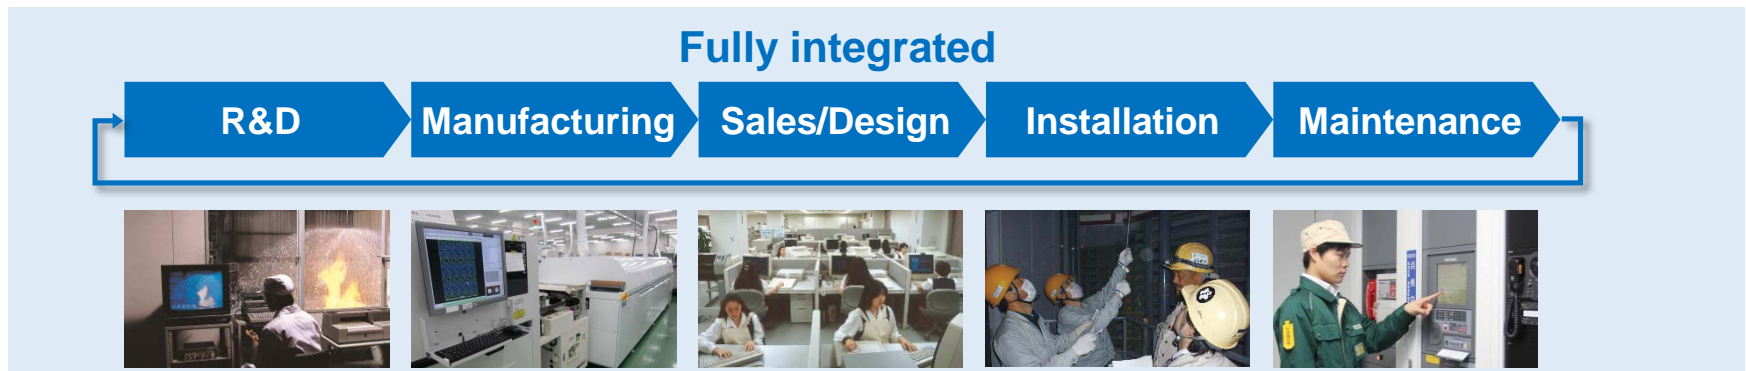 Fully integrated
R&D
Manufacturing
Sales/Design
Installation
Maintenance